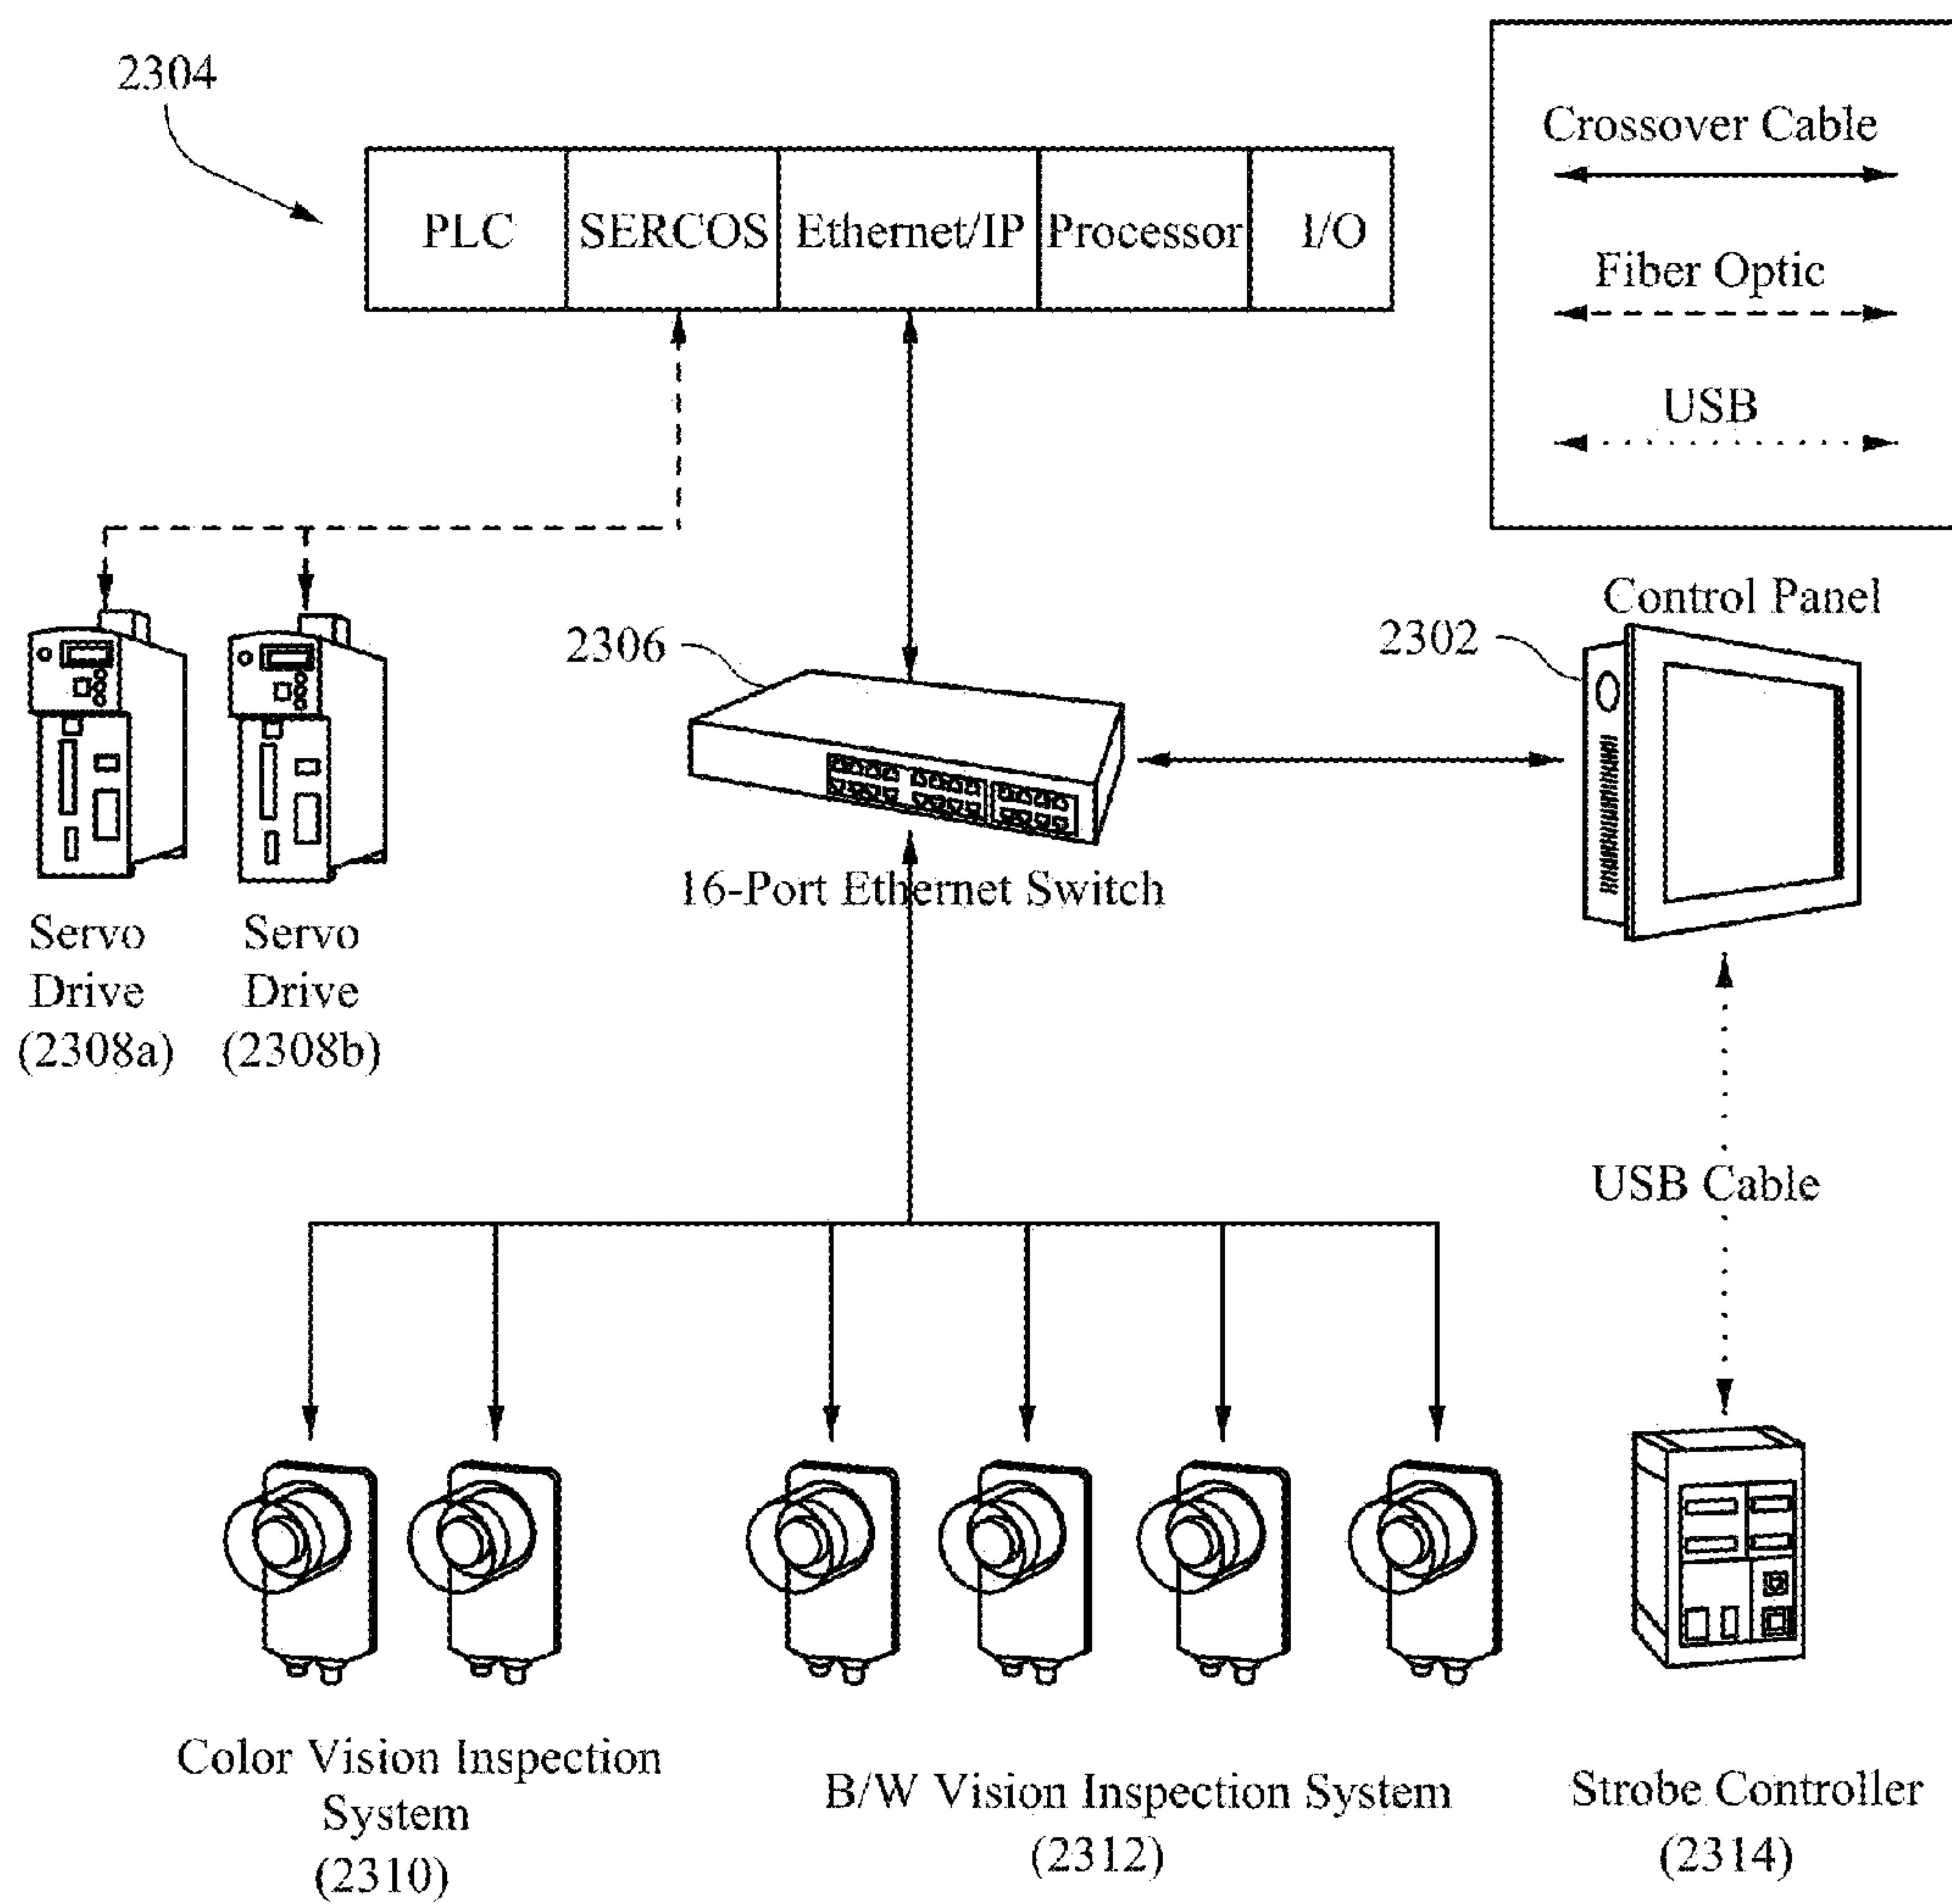 2304
Crossover Cable
PLC SERCOS Ethernet/IP Processor I/O
Fiber Optic
USB
Control Panel
2306
2302
16-Port Ethernet Switch
Servo
Drive
(2308a)
Servo
Drive
(2308b)
USB Cable
Color Vision Inspection
System
(2310)
B/W Vision Inspection System
(2312)
Strobe Controller
(2314)